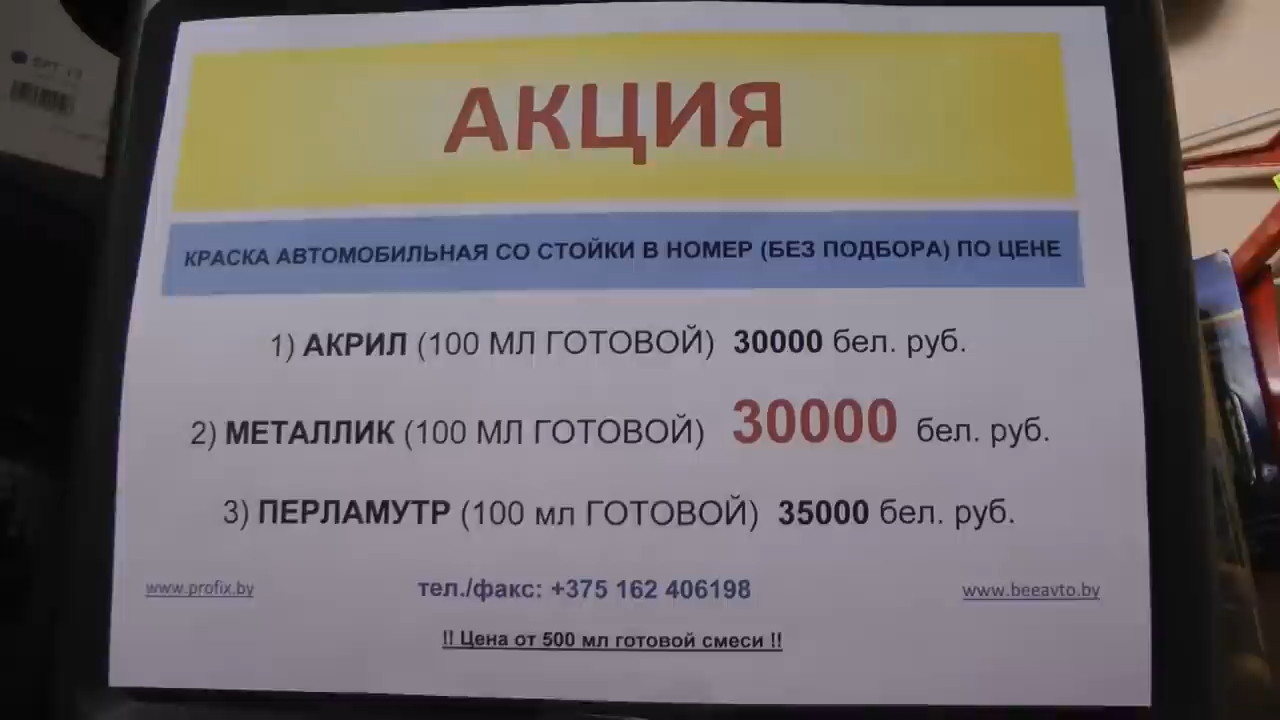 АКЦИЯ
КРАСКА АВТОМОБИЛЬНАЯ СО СТОЙКИ В НОМЕР (БЕЗ ПОДБОРА) ПО ЦЕНЕ
1) АКРИЛ (100 МЛ ГОТОВОЙ) 30000 бел. руб.
2) МЕТАЛЛИК (100 МЛ ГОТОВОЙ) 30000 бел. руб.
3) ПЕРЛАМУТР (100 мл ГОТОВОЙ) 35000 бел. руб.
www.profix.by тел./факс: +375 162 406198 www.beeavto.by
!! Цена от 500 мл готовой смеси !!